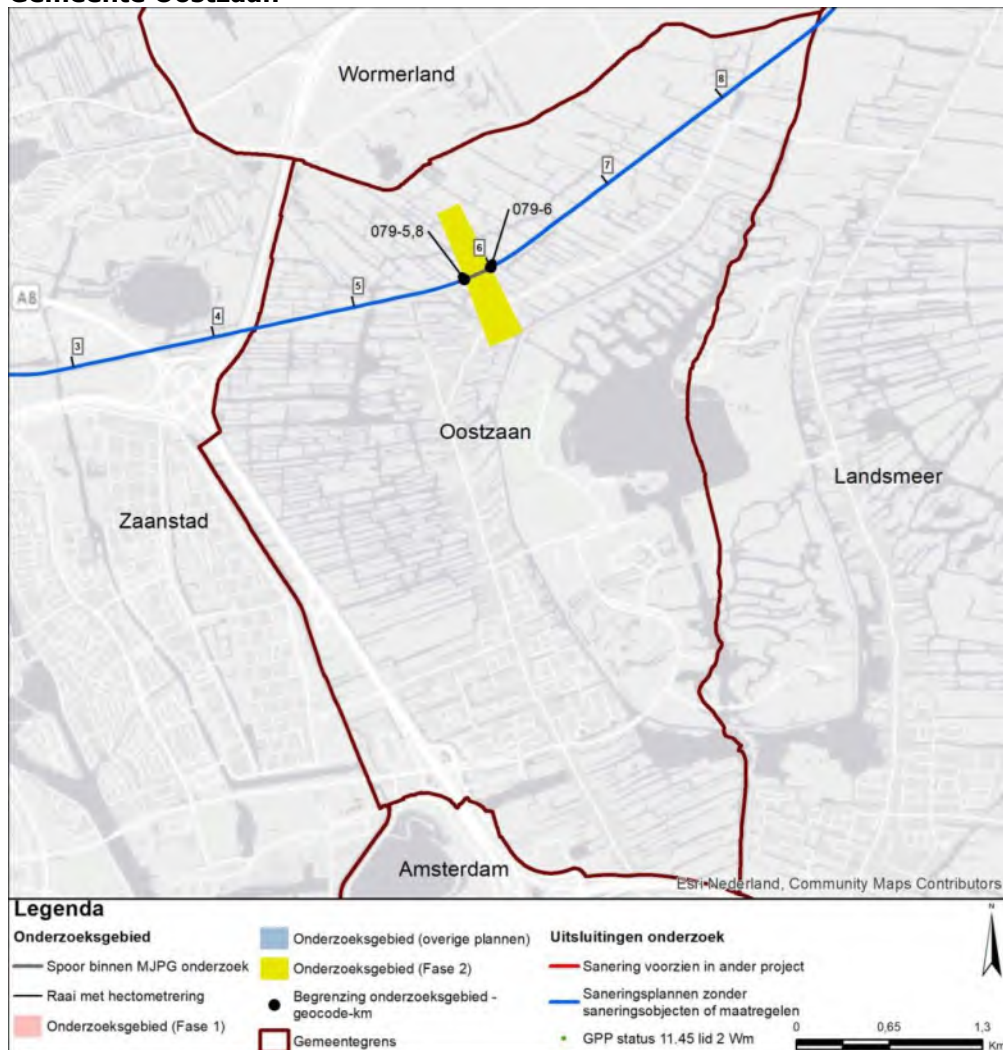 Gemeente Oostzaan
Wormerland
8
7
079-6
079-5,8
6
5
A8
4
3
Oostzaan
Landsmeer
Zaanstad
Amsterdam
Esri Nederland, Community Maps Contributors
Legenda
Onderzoeksgebied
Spoor binnen MJPG onderzoek
Raai met hectometrering
Onderzoeksgebied (Fase 1)
Onderzoeksgebied (overige plannen)
Onderzoeksgebied (Fase 2)
Begrenzing onderzoeksgebied -
geocode-km
Gemeentegrens
Uitsluitingen onderzoek
Sanering voorzien in ander project
Saneringsplannen zonder
saneringsobjecten of maatregelen
GPP status 11.45 lid 2 Wm
N
0 0,65 1,3
Km